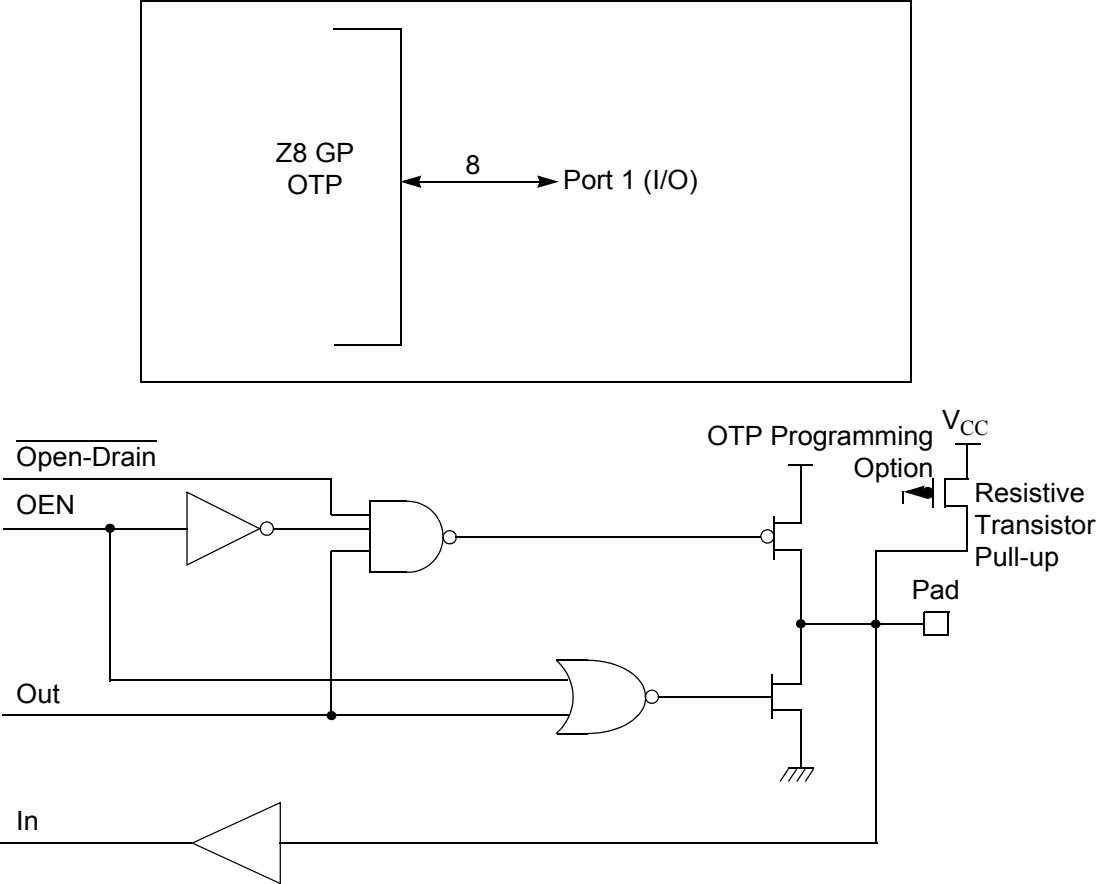 Z8 GP
OTP
8
Port 1 (I/O)
Open-Drain
OEN
Out
In
OTP Programming
Option
VCC
Resistive
Transistor
Pull-up
Pad